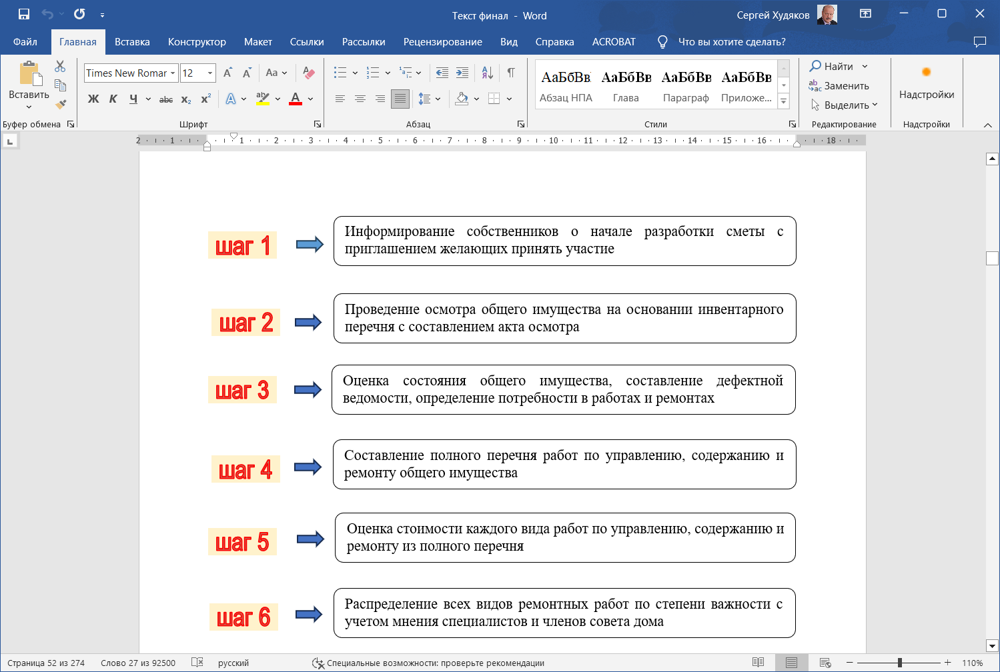 Текст финал - Word
Сергей Худяков
Файл Главная Вставка Конструктор Макет Ссылки Рассылки Рецензирование Вид Справка ACROBAT Что вы хотите сделать?
Вставить
Буфер обмена
Times New Romar 12 Aa
Ж К Ч abc x₂ x² A ab A
Шрифт
Абзац
АаБбВв АаБбВв АаБбВв АаБбВв
Абзац НПА Глава Параграф Приложе...
Стили
Найти
Заменить
Выделить
Редактирование
Надстройки
Надстройки
2 1 1 2 3 4 5 6 7 8 9 10 11 12 13 14 15 16 18
шаг 1
Информирование собственников о начале разработки сметы с
приглашением желающих принять участие
шаг 2
Проведение осмотра общего имущества на основании инвентарного
перечня с составлением акта осмотра
шаг 3
Оценка состояния общего имущества, составление дефектной
ведомости, определение потребности в работах и ремонтах
шаг 4
Составление полного перечня работ по управлению, содержанию и
ремонту общего имущества
шаг 5
Оценка стоимости каждого вида работ по управлению, содержанию и
ремонту из полного перечня
шаг 6
Распределение всех видов ремонтных работ по степени важности с
учетом мнения специалистов и членов совета дома
Страница 52 из 274 Слово 27 из 92500 русский Специальные возможности: проверьте рекомендации 110%